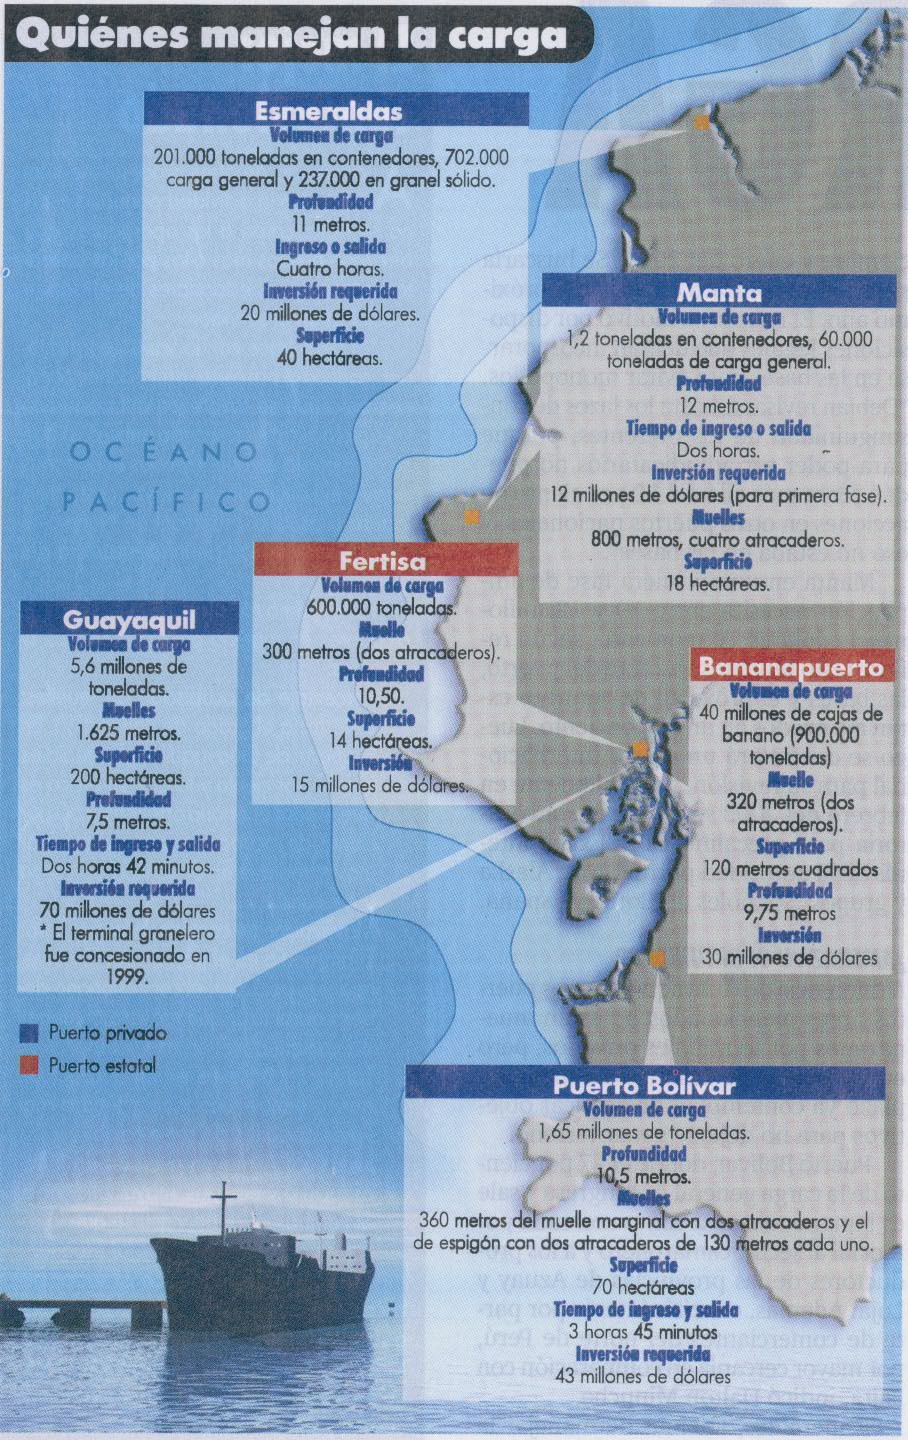 Quiénes manejan la carga
Esmeraldas
Volumen de carga
201.000 toneladas en contenedores, 702.000
carga general y 237.000 en granel sólido.
Profundidad
11 metros.
Ingreso o salida
Cuatro horas.
Inversión requerida
20 millones de dólares.
Superficie
40 hectáreas.
Manta
Volumen de carga
1,2 toneladas en contenedores, 60.000
toneladas de carga general.
Profundidad
12 metros.
Tiempo de ingreso o salida
Dos horas.
Inversión requerida
12 millones de dólares (para primera fase).
Muelles
800 metros, cuatro atracaderos.
Superficie
18 hectáreas.
OCÉANO
PACÍFICO
Fertisa
Volumen de carga
600.000 toneladas.
Muelle
300 metros (dos atracaderos).
Profundidad
10,50.
Superficie
14 hectáreas.
Inversión
15 millones de dólares.
Guayaquil
Volumen de carga
5,6 millones de
toneladas.
Muelles
1.625 metros.
Superficie
200 hectáreas.
Profundidad
7,5 metros.
Tiempo de ingreso y salida
Dos horas 42 minutos.
Inversión requerida
70 millones de dólares
* El terminal granelero
fue concesionado en
1999.
Bananapuerto
Volumen de carga
40 millones de cajas de
banano (900.000
toneladas)
Muelle
320 metros (dos
atracaderos).
Superficie
120 metros cuadrados
Profundidad
9,75 metros
Inversión
30 millones de dólares
Puerto privado
Puerto estatal
Puerto Bolívar
Volumen de carga
1,65 millones de toneladas.
Profundidad
10,5 metros.
Muelles
360 metros del muelle marginal con dos atracaderos y el
de espigón con dos atracaderos de 130 metros cada uno.
Superficie
70 hectáreas
Tiempo de ingreso y salida
3 horas 45 minutos
Inversión requerida
43 millones de dólares